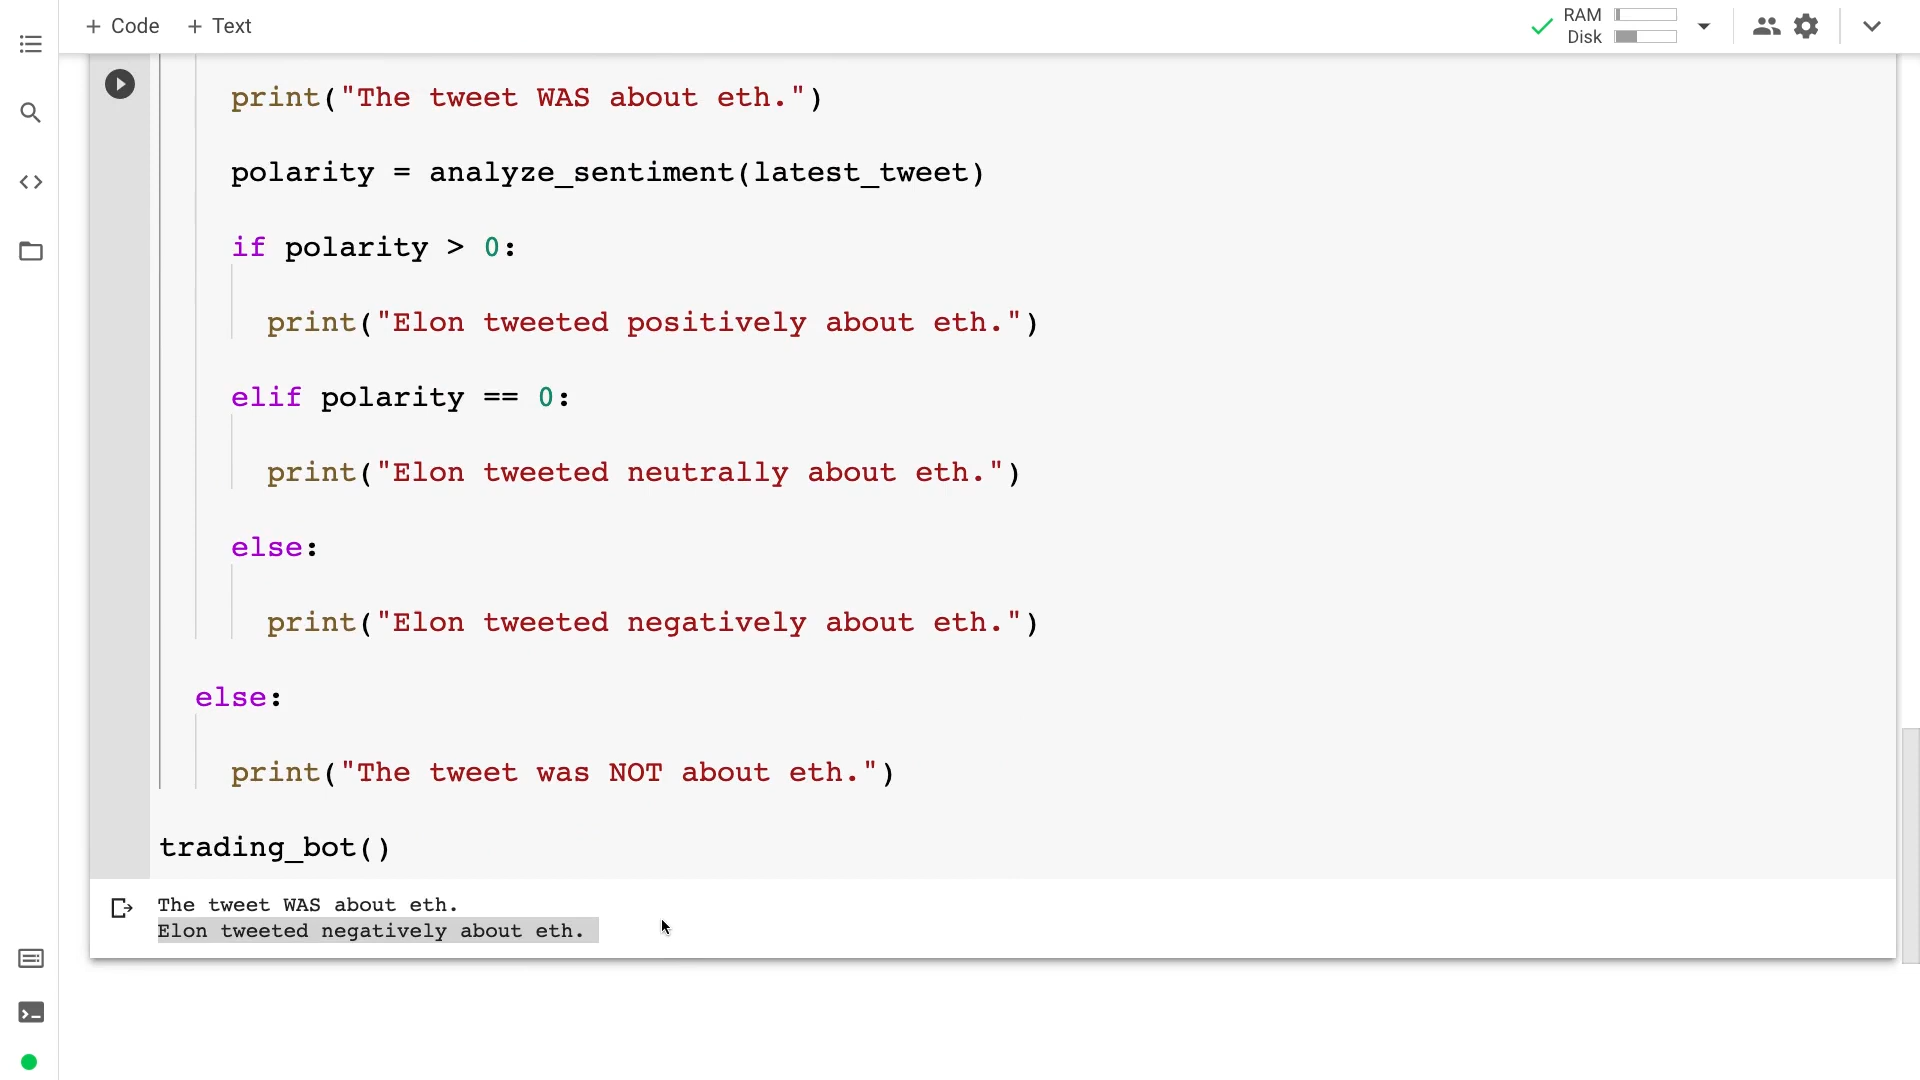 + Code + Text
RAM
Disk
print("The tweet WAS about eth.")
polarity = analyze_sentiment(latest_tweet)
if polarity > 0:
print("Elon tweeted positively about eth.")
elif polarity == 0:
print("Elon tweeted neutrally about eth.")
else:
print("Elon tweeted negatively about eth.")
else:
print("The tweet was NOT about eth.")
trading_bot()
The tweet WAS about eth.
Elon tweeted negatively about eth.